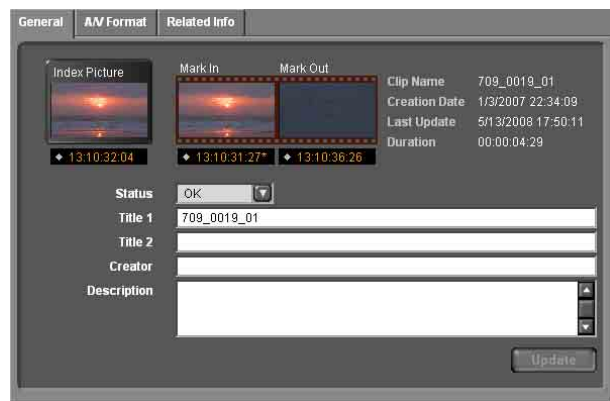 General A/V Format Related Info
Index Picture Mark In Mark Out
Clip Name 709_0019_01
Creation Date 1/3/2007 22:34:09
Last Update 5/13/2008 17:50:11
Duration 00:00:04:29
◆ 13:10:32:04 ◆ 13:10:31:27* ◆ 13:10:36:26
Status OK
Title 1 709_0019_01
Title 2
Creator
Description
Update